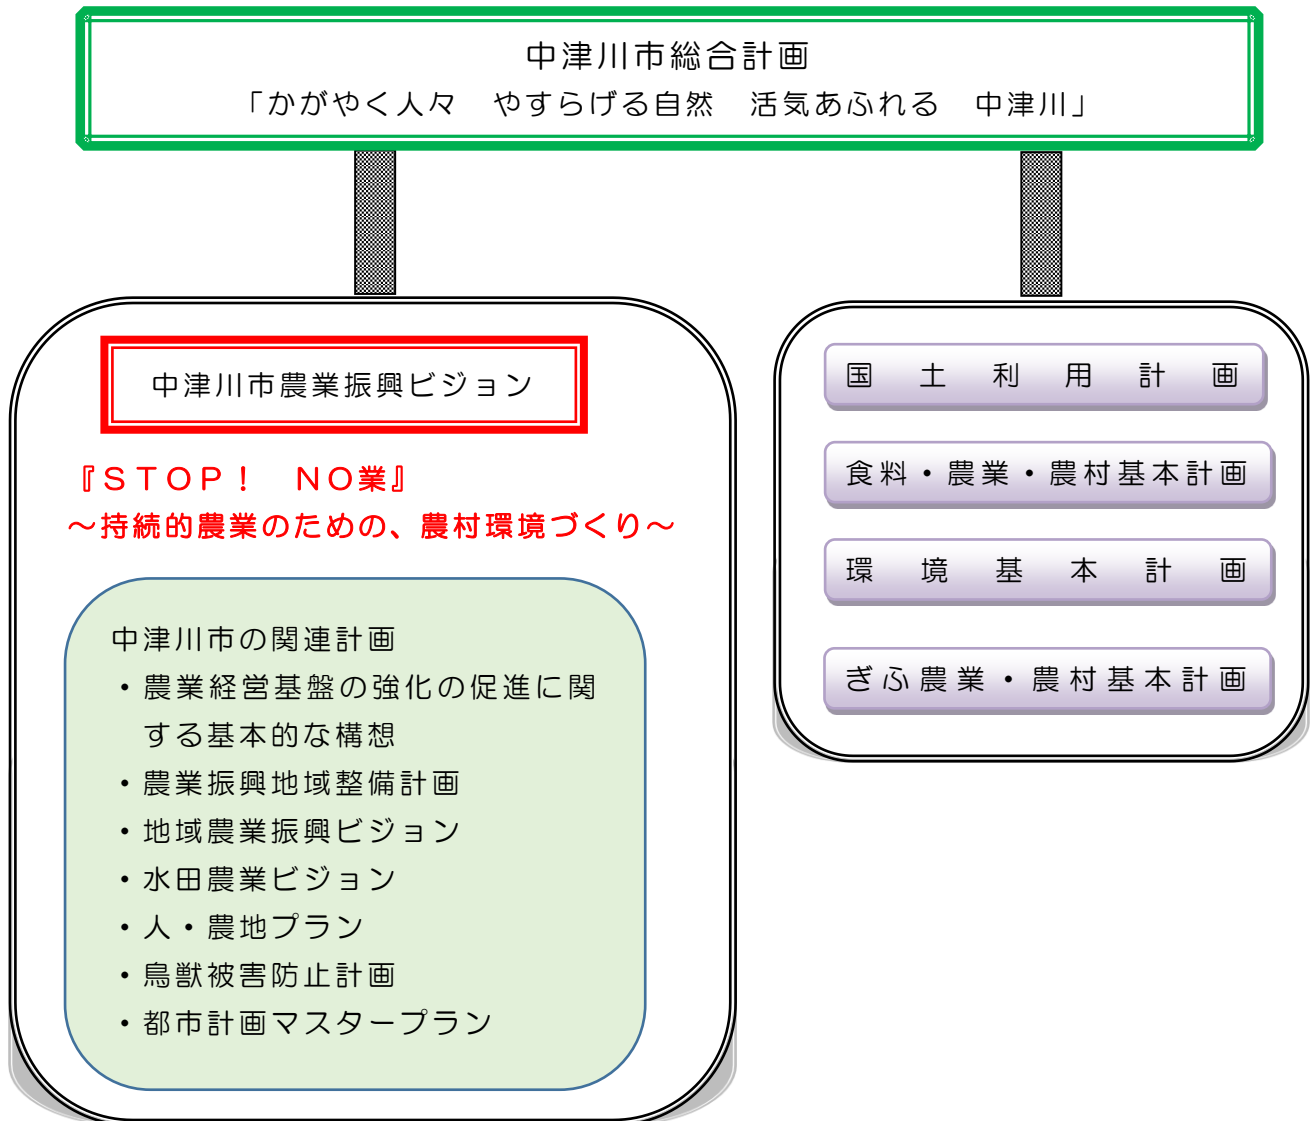 中津川市総合計画
「かがやく人々　やすらげる自然　活気あふれる　中津川」
中津川市農業振興ビジョン
『ＳＴＯＰ！　ＮＯ業』
～持続的農業のための、農村環境づくり～
中津川市の関連計画
・農業経営基盤の強化の促進に関
する基本的な構想
・農業振興地域整備計画
・地域農業振興ビジョン
・水田農業ビジョン
・人・農地プラン
・鳥獣被害防止計画
・都市計画マスタープラン
国土利用計画
食料・農業・農村基本計画
環境基本計画
ぎふ農業・農村基本計画